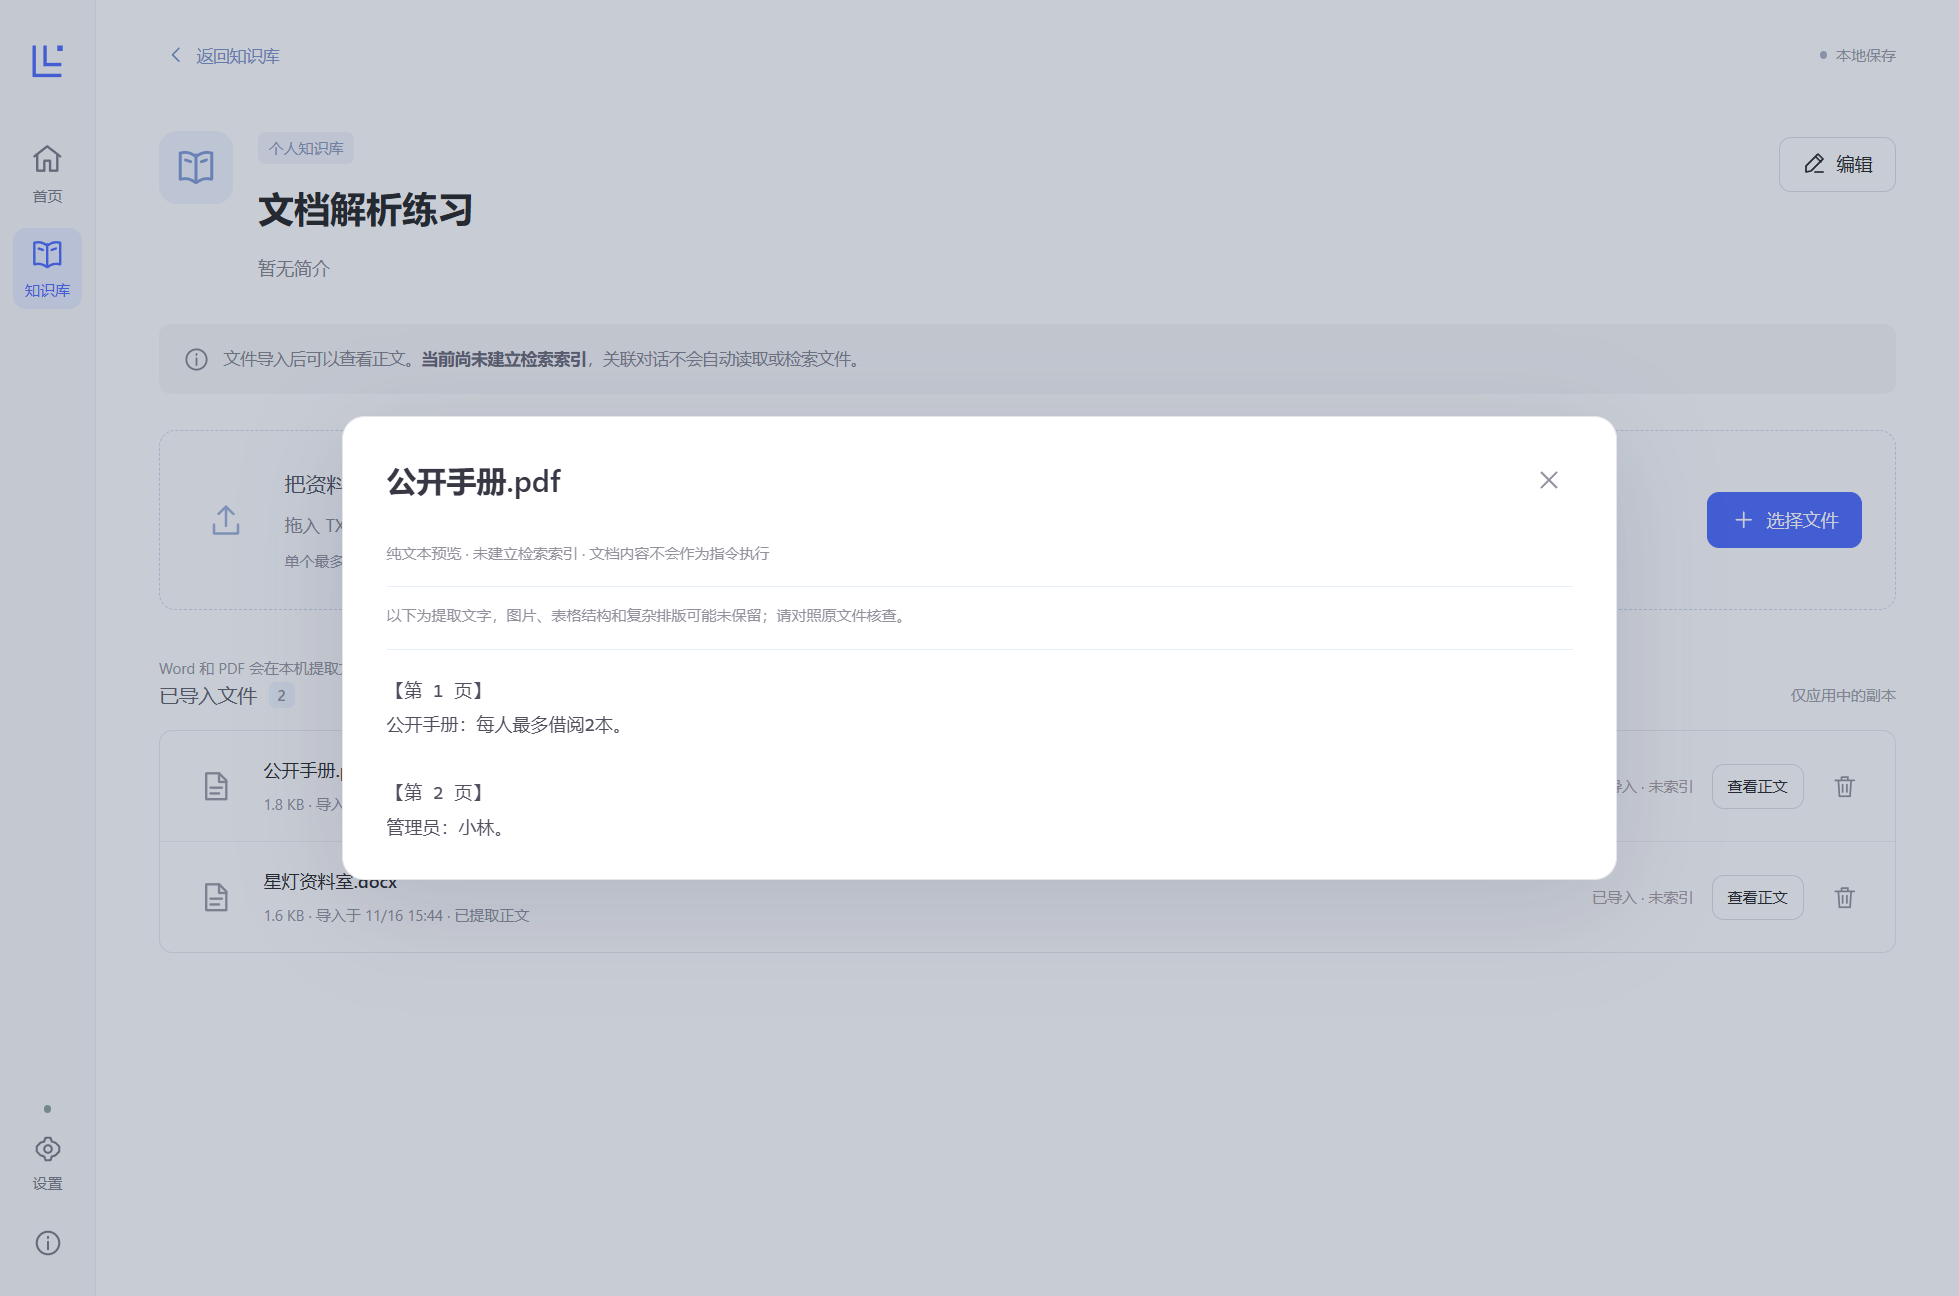 返回知识库
本地保存
首页
知识库
个人知识库
文档解析练习
暂无简介
编辑
文件导入后可以查看正文。当前尚未建立检索索引，关联对话不会自动读取或检索文件。
把资料
拖入 TX
单个最多
选择文件
公开手册.pdf
纯文本预览 · 未建立检索索引 · 文档内容不会作为指令执行
以下为提取文字，图片、表格结构和复杂排版可能未保留；请对照原文件核查。
【第 1 页】
公开手册：每人最多借阅2本。
【第 2 页】
管理员：小林。
Word 和 PDF 会在本机提取
已导入文件 2
仅应用中的副本
公开手册.
1.8 KB · 导入
导入 · 未索引
查看正文
星灯资料室.docx
1.6 KB · 导入于 11/16 15:44 · 已提取正文
已导入 · 未索引
查看正文
设置